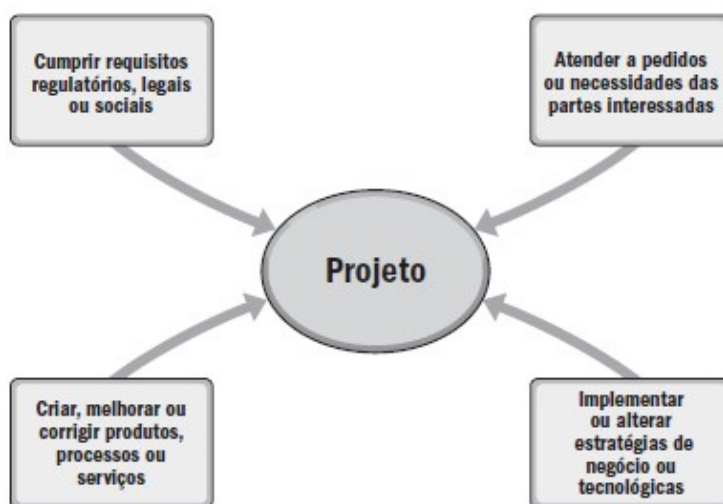 Cumprir requisitos
regulatórios, legais
ou sociais
Atender a pedidos
ou necessidades das
partes interessadas
Projeto
Criar, melhorar ou
corrigir produtos,
processos ou
serviços
Implementar
ou alterar
estratégias de
negócio ou
tecnológicas